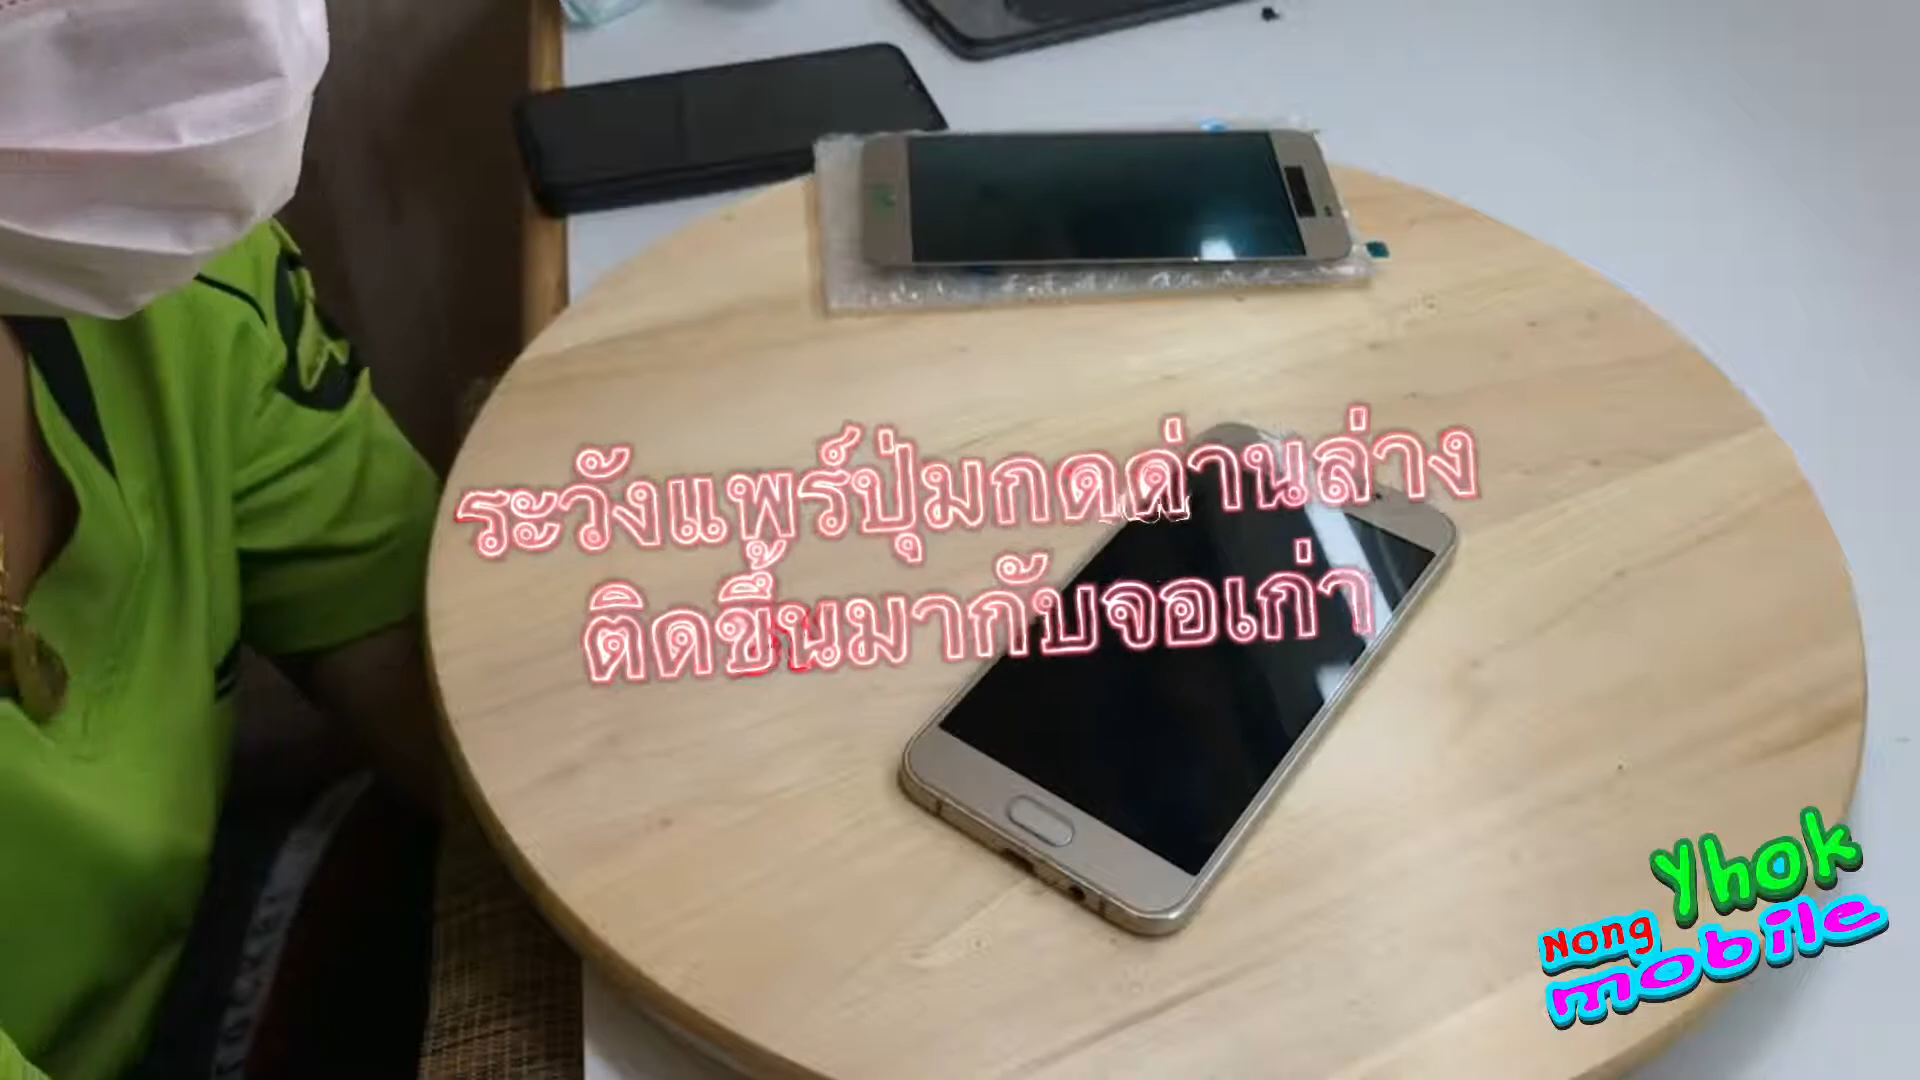 ระวังแพร์ปุ่มกดด่านล่าง
ติดขึ้นมากับจอเก่า
Yhok
Nong
mobile